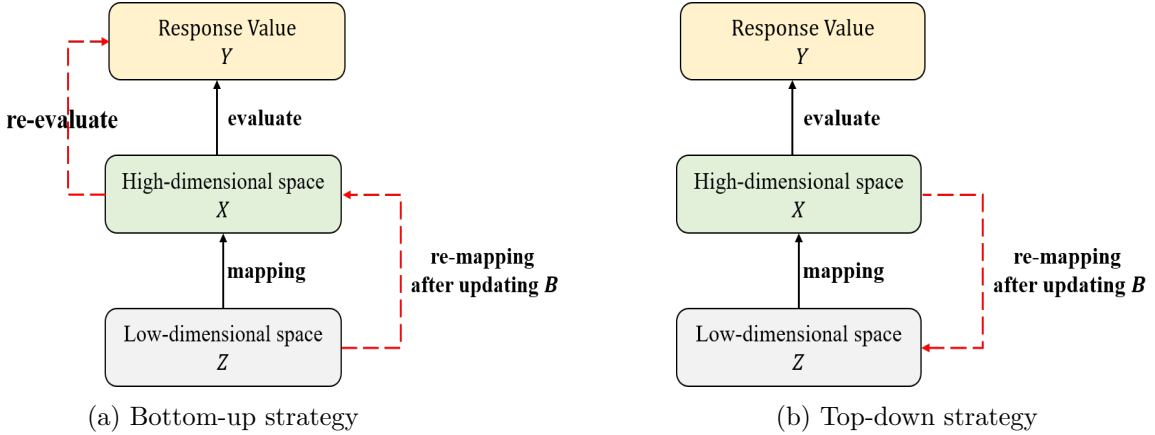 Response Value
Y
re-evaluate
evaluate
High-dimensional space
X
mapping
re-mapping
after updating B
Low-dimensional space
Z
(a) Bottom-up strategy
Response Value
Y
evaluate
High-dimensional space
X
mapping
re-mapping
after updating B
Low-dimensional space
Z
(b) Top-down strategy